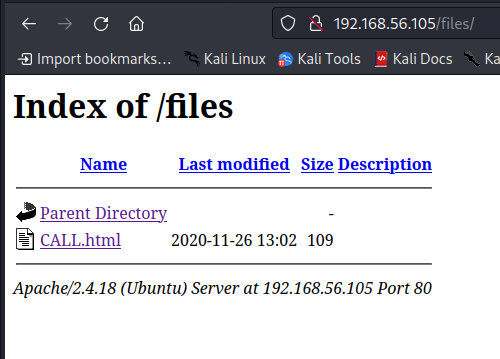 192.168.56.105/files/
Import bookmarks... Kali Linux Kali Tools Kali Docs Ka
Index of /files
Name Last modified Size Description
Parent Directory -
CALL.html 2020-11-26 13:02 109
Apache/2.4.18 (Ubuntu) Server at 192.168.56.105 Port 80